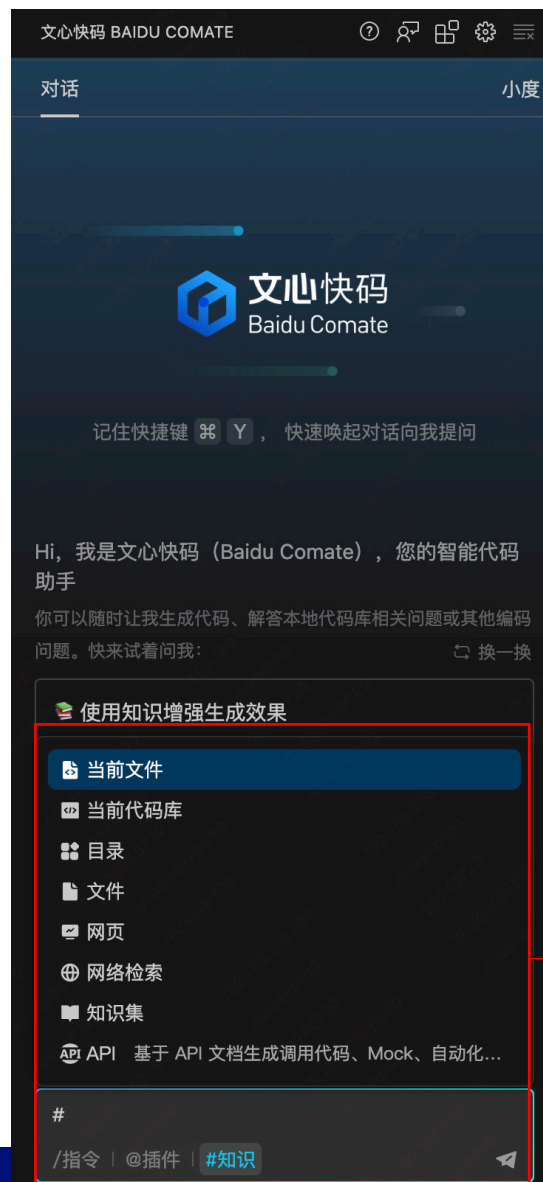 文心快码 BAIDU COMATE
对话 小度
文心快码
Baidu Comate
记住快捷键 ⌘ Y ， 快速唤起对话向我提问
Hi，我是文心快码（Baidu Comate），您的智能代码
助手
你可以随时让我生成代码、解答本地代码库相关问题或其他编码
问题。快来试着问我： 换一换
使用知识增强生成效果
当前文件
当前代码库
目录
文件
网页
网络检索
知识集
API API 基于 API 文档生成调用代码、Mock、自动化...
#
/指令 | @插件 | #知识